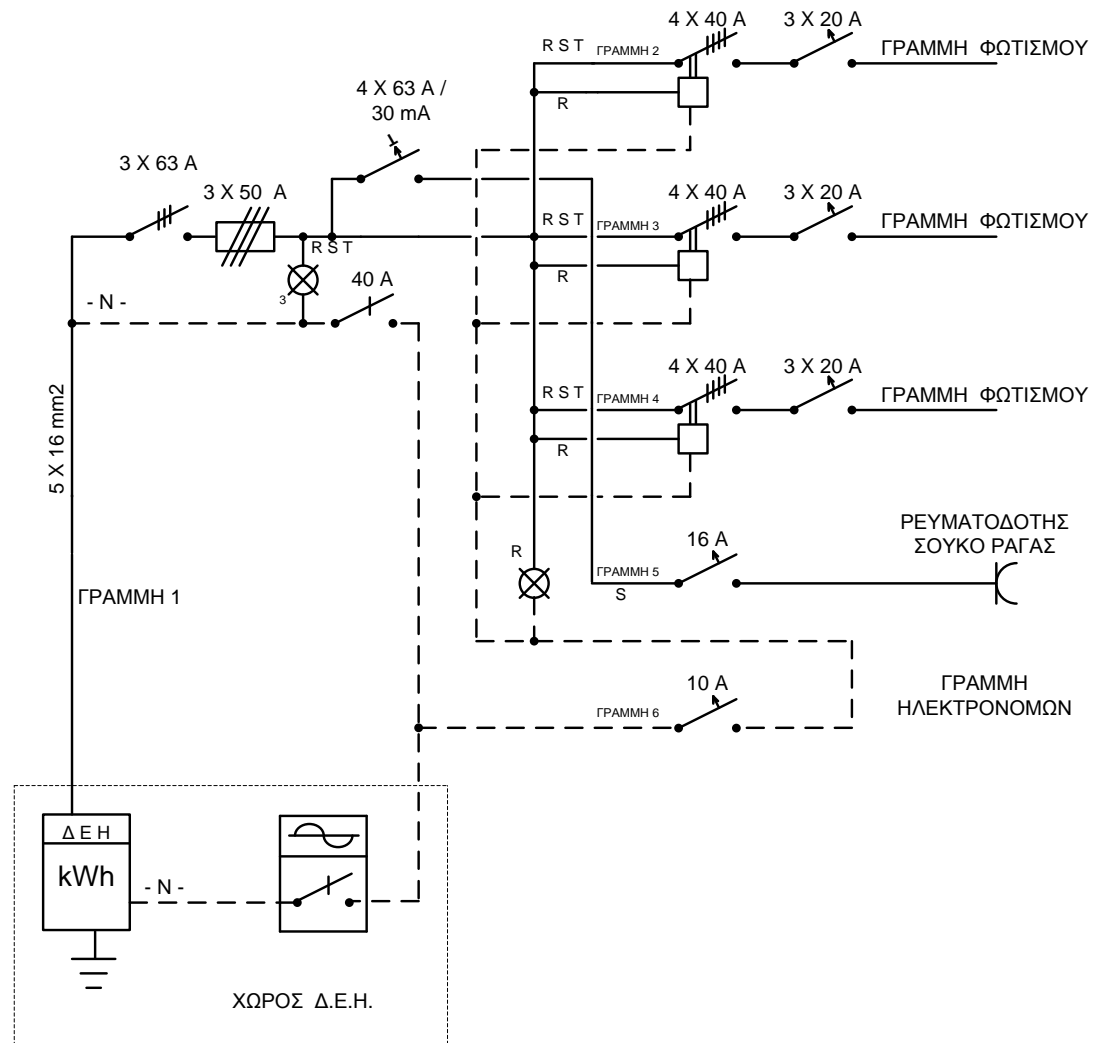 4 X 40 A
3 X 20 A
R S T
ΓΡΑΜΜΗ 2
ΓΡΑΜΜΗ ΦΩΤΙΣΜΟΥ
R
4 X 63 A /
30 mA
3 X 63 A
3 X 50 A
R S T
3
- N -
40 A
4 X 40 A
3 X 20 A
R S T
ΓΡΑΜΜΗ 3
ΓΡΑΜΜΗ ΦΩΤΙΣΜΟΥ
R
4 X 40 A
3 X 20 A
R S T
ΓΡΑΜΜΗ 4
ΓΡΑΜΜΗ ΦΩΤΙΣΜΟΥ
R
5 X 16 mm2
ΓΡΑΜΜΗ 1
R
16 A
ΓΡΑΜΜΗ 5
S
ΡΕΥΜΑΤΟΔΟΤΗΣ
ΣΟΥΚΟ ΡΑΓΑΣ
10 A
ΓΡΑΜΜΗ 6
ΓΡΑΜΜΗ
ΗΛΕΚΤΡΟΝΟΜΩΝ
Δ Ε Η
kWh
- N -
ΧΩΡΟΣ Δ.Ε.Η.